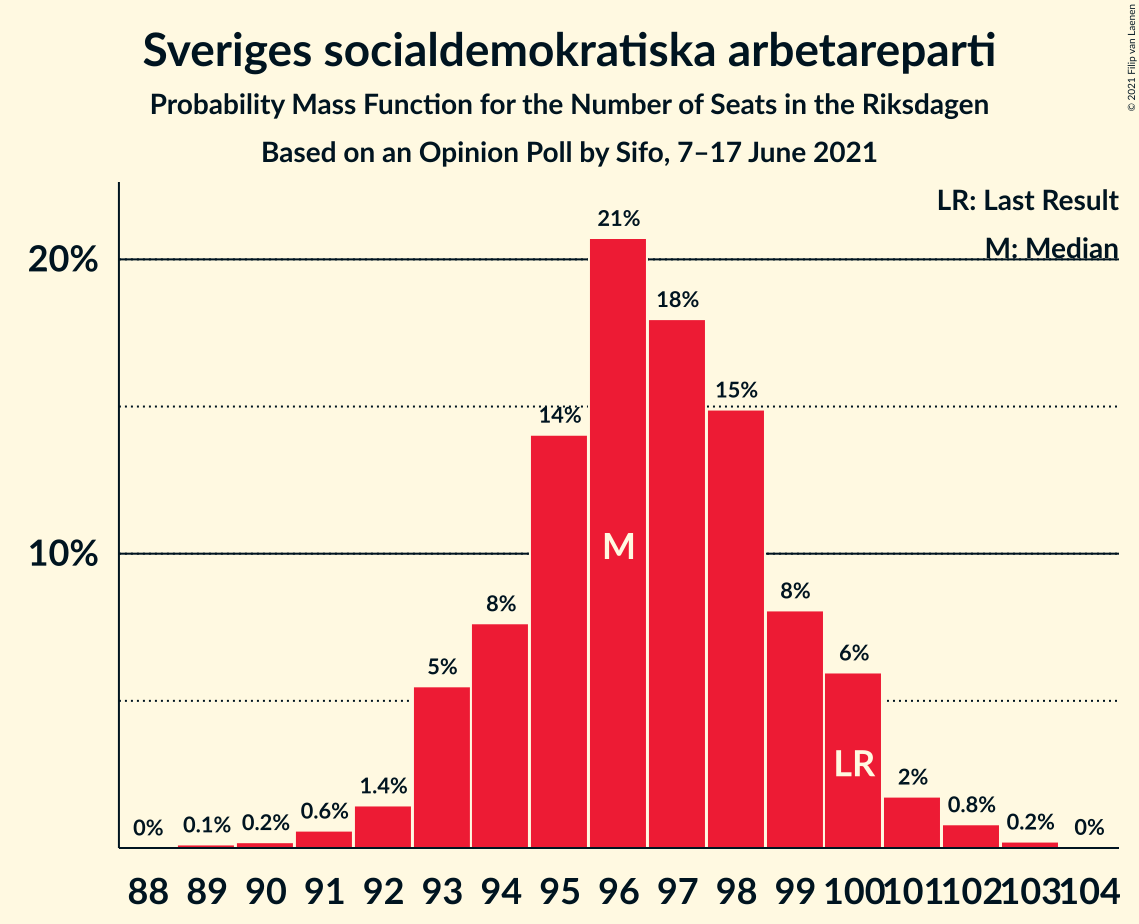 Sveriges socialdemokratiska arbetareparti
Probability Mass Function for the Number of Seats in the Riksdagen
Based on an Opinion Poll by Sifo, 7–17 June 2021
© 2021 Filip van Laenen
LR: Last Result
M: Median
20%
10%
0%
0.1%
0.2%
0.6%
1.4%
5%
8%
14%
21%
18%
15%
8%
6%
2%
0.8%
0.2%
0%
M
LR
88 89 90 91 92 93 94 95 96 97 98 99 100 101 102 103 104